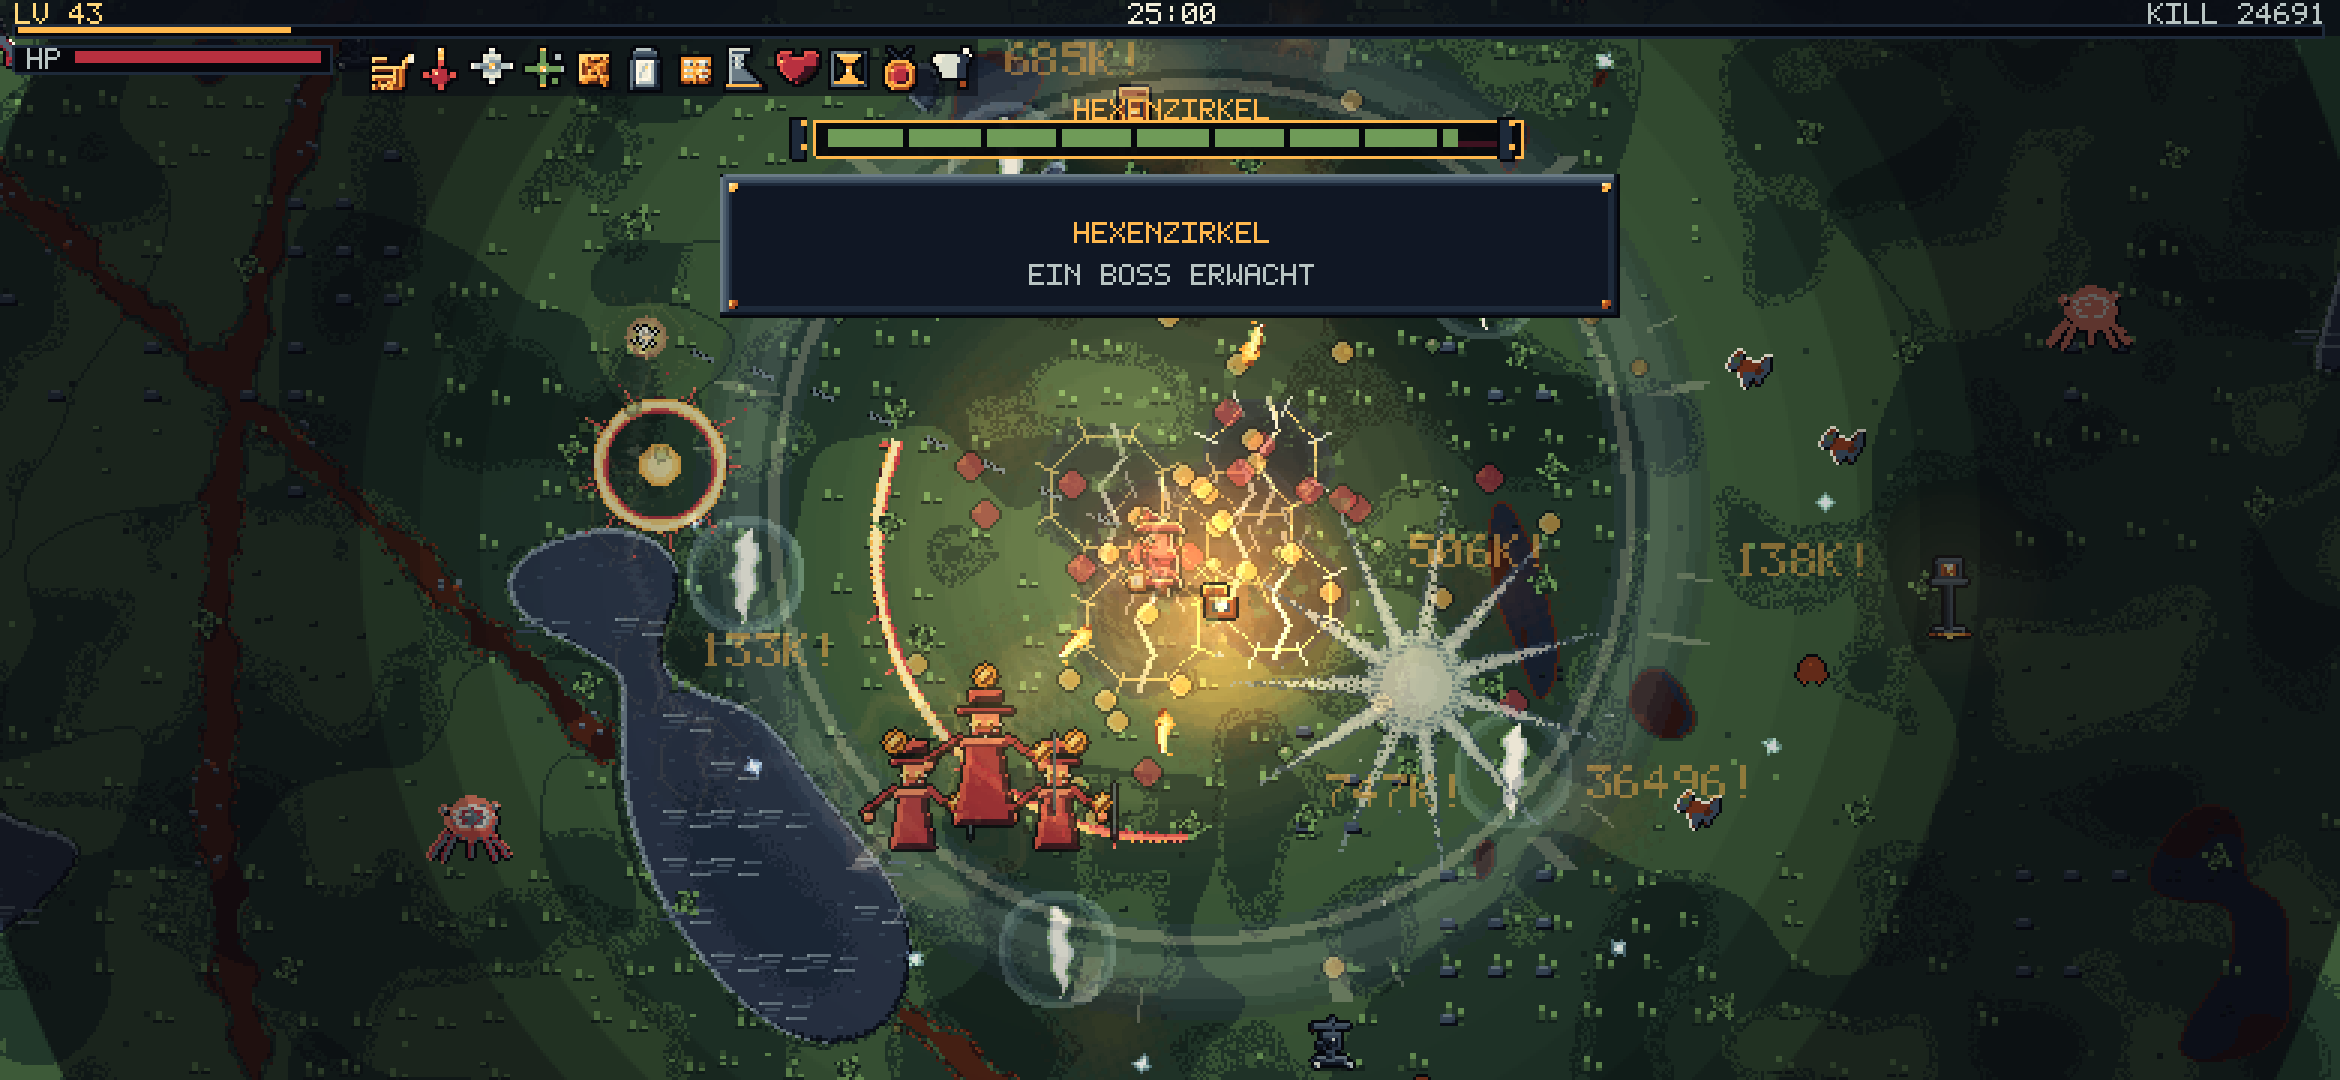 LV 43
25:00
KILL 24691
HP
685K!
HEXENZIRKEL
HEXENZIRKEL
EIN BOSS ERWACHT
506K!
138K!
133K!
747K!
36496!